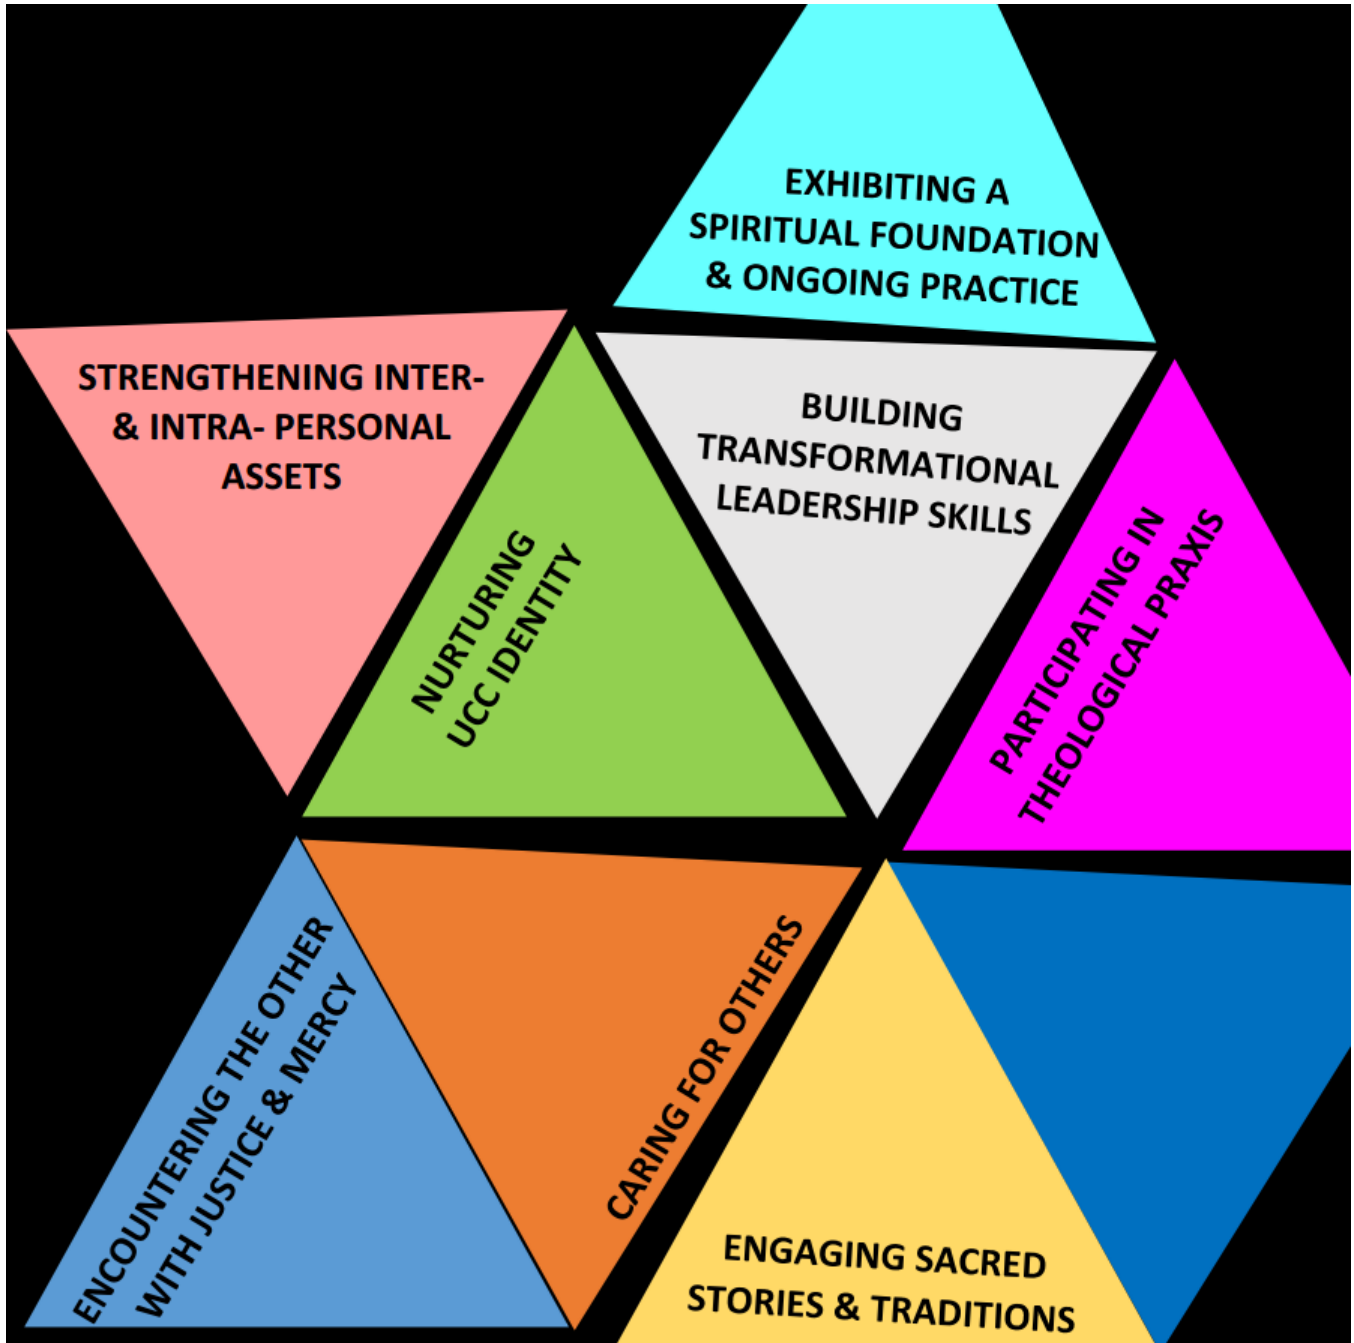 EXHIBITING A
SPIRITUAL FOUNDATION
& ONGOING PRACTICE
STRENGTHENING INTER-
& INTRA- PERSONAL
ASSETS
BUILDING
TRANSFORMATIONAL
LEADERSHIP SKILLS
NURTURING
UCC IDENTITY
PARTICIPATING IN
THEOLOGICAL PRAXIS
ENCOUNTERING THE OTHER
WITH JUSTICE & MERCY
CARING FOR OTHERS
ENGAGING SACRED
STORIES & TRADITIONS